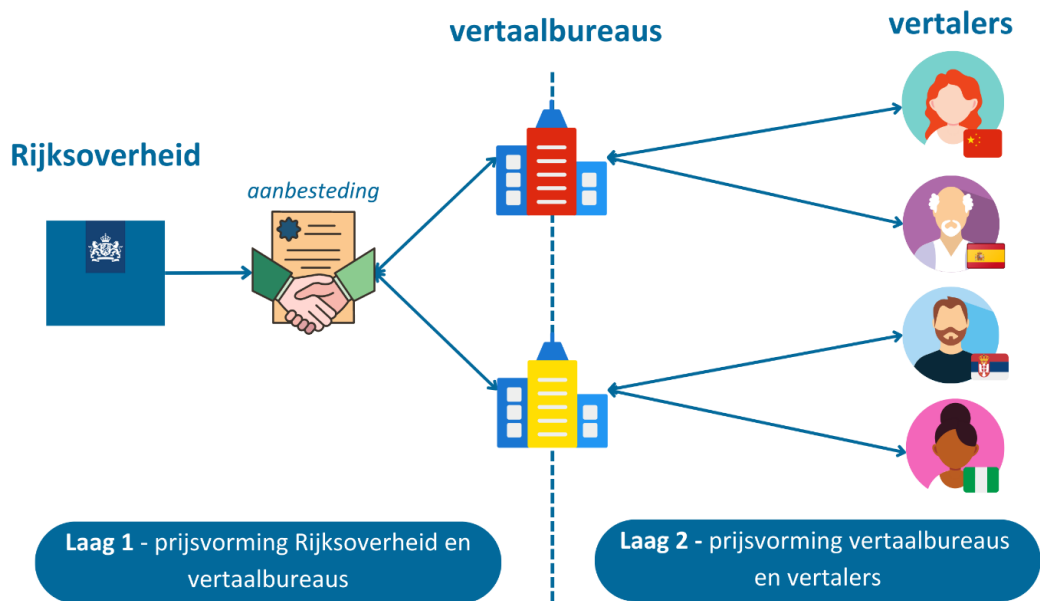 vertaalbureaus
vertalers
Rijksoverheid
aanbesteding
Laag 1 - prijsvorming Rijksoverheid en
vertaalbureaus
Laag 2 - prijsvorming vertaalbureaus
en vertalers